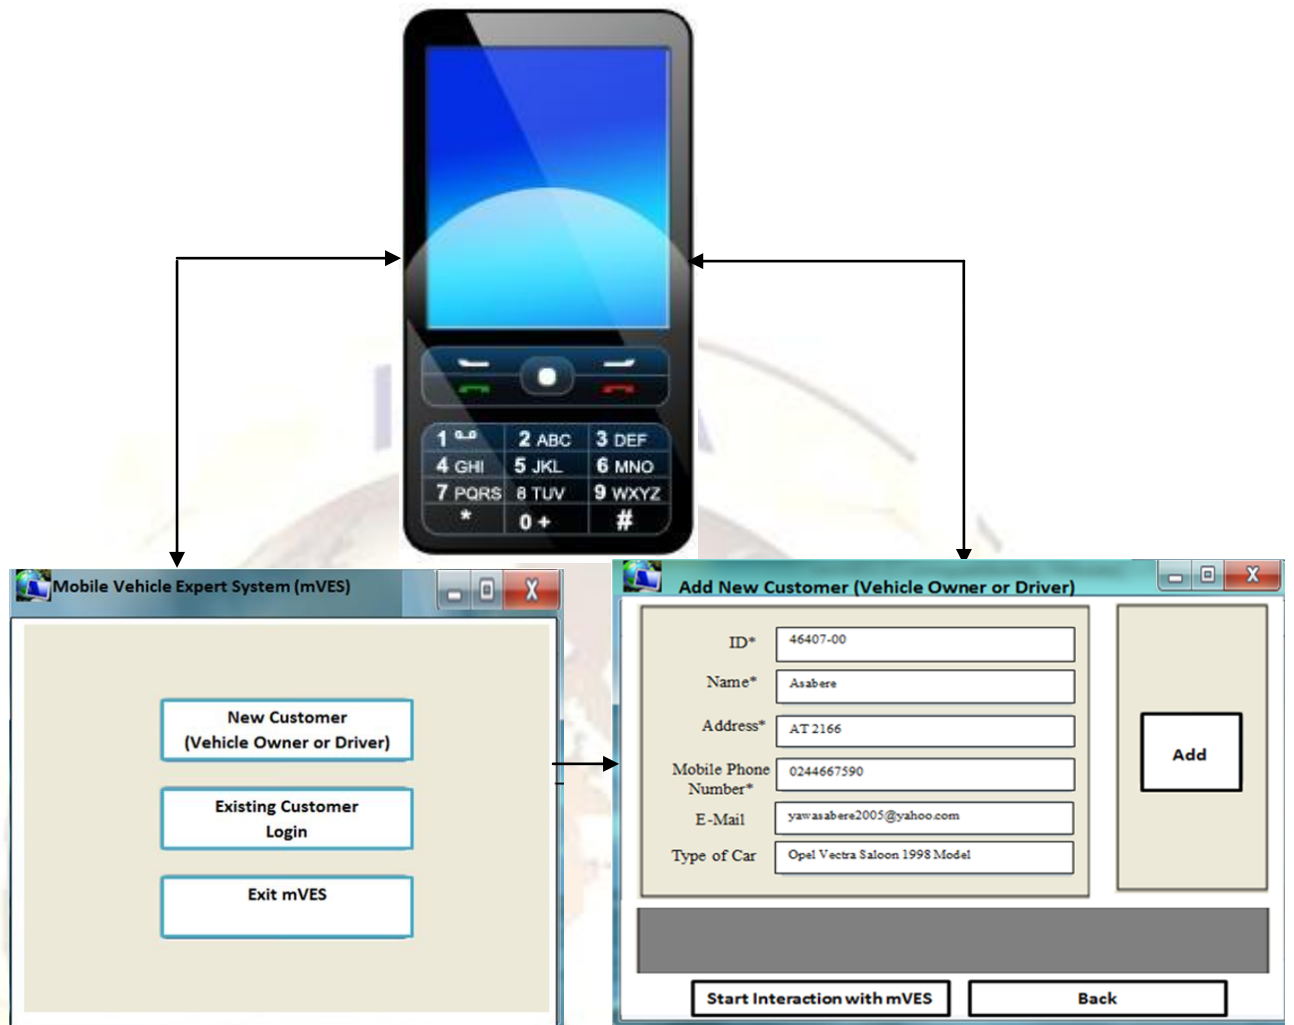 1
2 ABC
3 DEF
4 GHI
5 JKL
6 MNO
7 PQRS
8 TUV
9 WXYZ
*
0 +
#
Mobile Vehicle Expert System (mVES)
X
New Customer
(Vehicle Owner or Driver)
Existing Customer
Login
Exit mVES
Add New Customer (Vehicle Owner or Driver)
X
ID* 46407-00
Name* Asabere
Address* AT 2166
Mobile Phone
Number* 0244667590
E-Mail yawasabere2005@yahoo.com
Type of Car Opel Vectra Saloon 1998 Model
Add
Start Interaction with mVES
Back